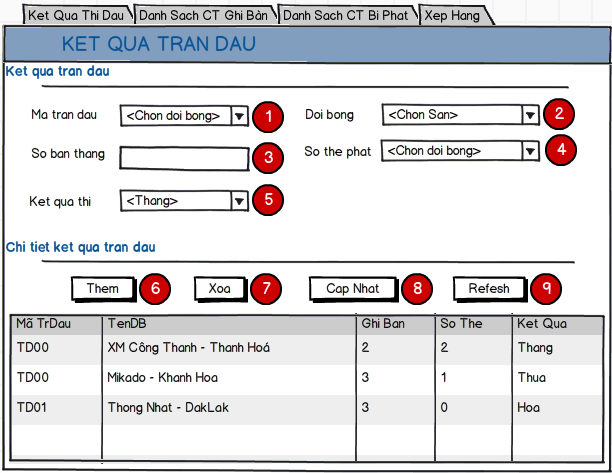 Ket Qua Thi Dau Danh Sach CT Ghi Bàn Danh Sach CT Bi Phat Xep Hang
KET QUA TRAN DAU
Ket qua tran dau
Ma tran dau <Chon doi bong> 1 Doi bong <Chon San> 2
So ban thang 3 So the phat <Chon doi bong> 4
Ket qua thi <Thang> 5
Chi tiet ket qua tran dau
Them 6 Xoa 7 Cap Nhat 8 Refesh 9
Mã TrDau TenDB Ghi Ban So The Ket Qua
TD00 XM Công Thanh - Thanh Hoá 2 2 Thang
TD00 Mikado - Khanh Hoa 3 1 Thua
TD01 Thong Nhat - DakLak 3 0 Hoa